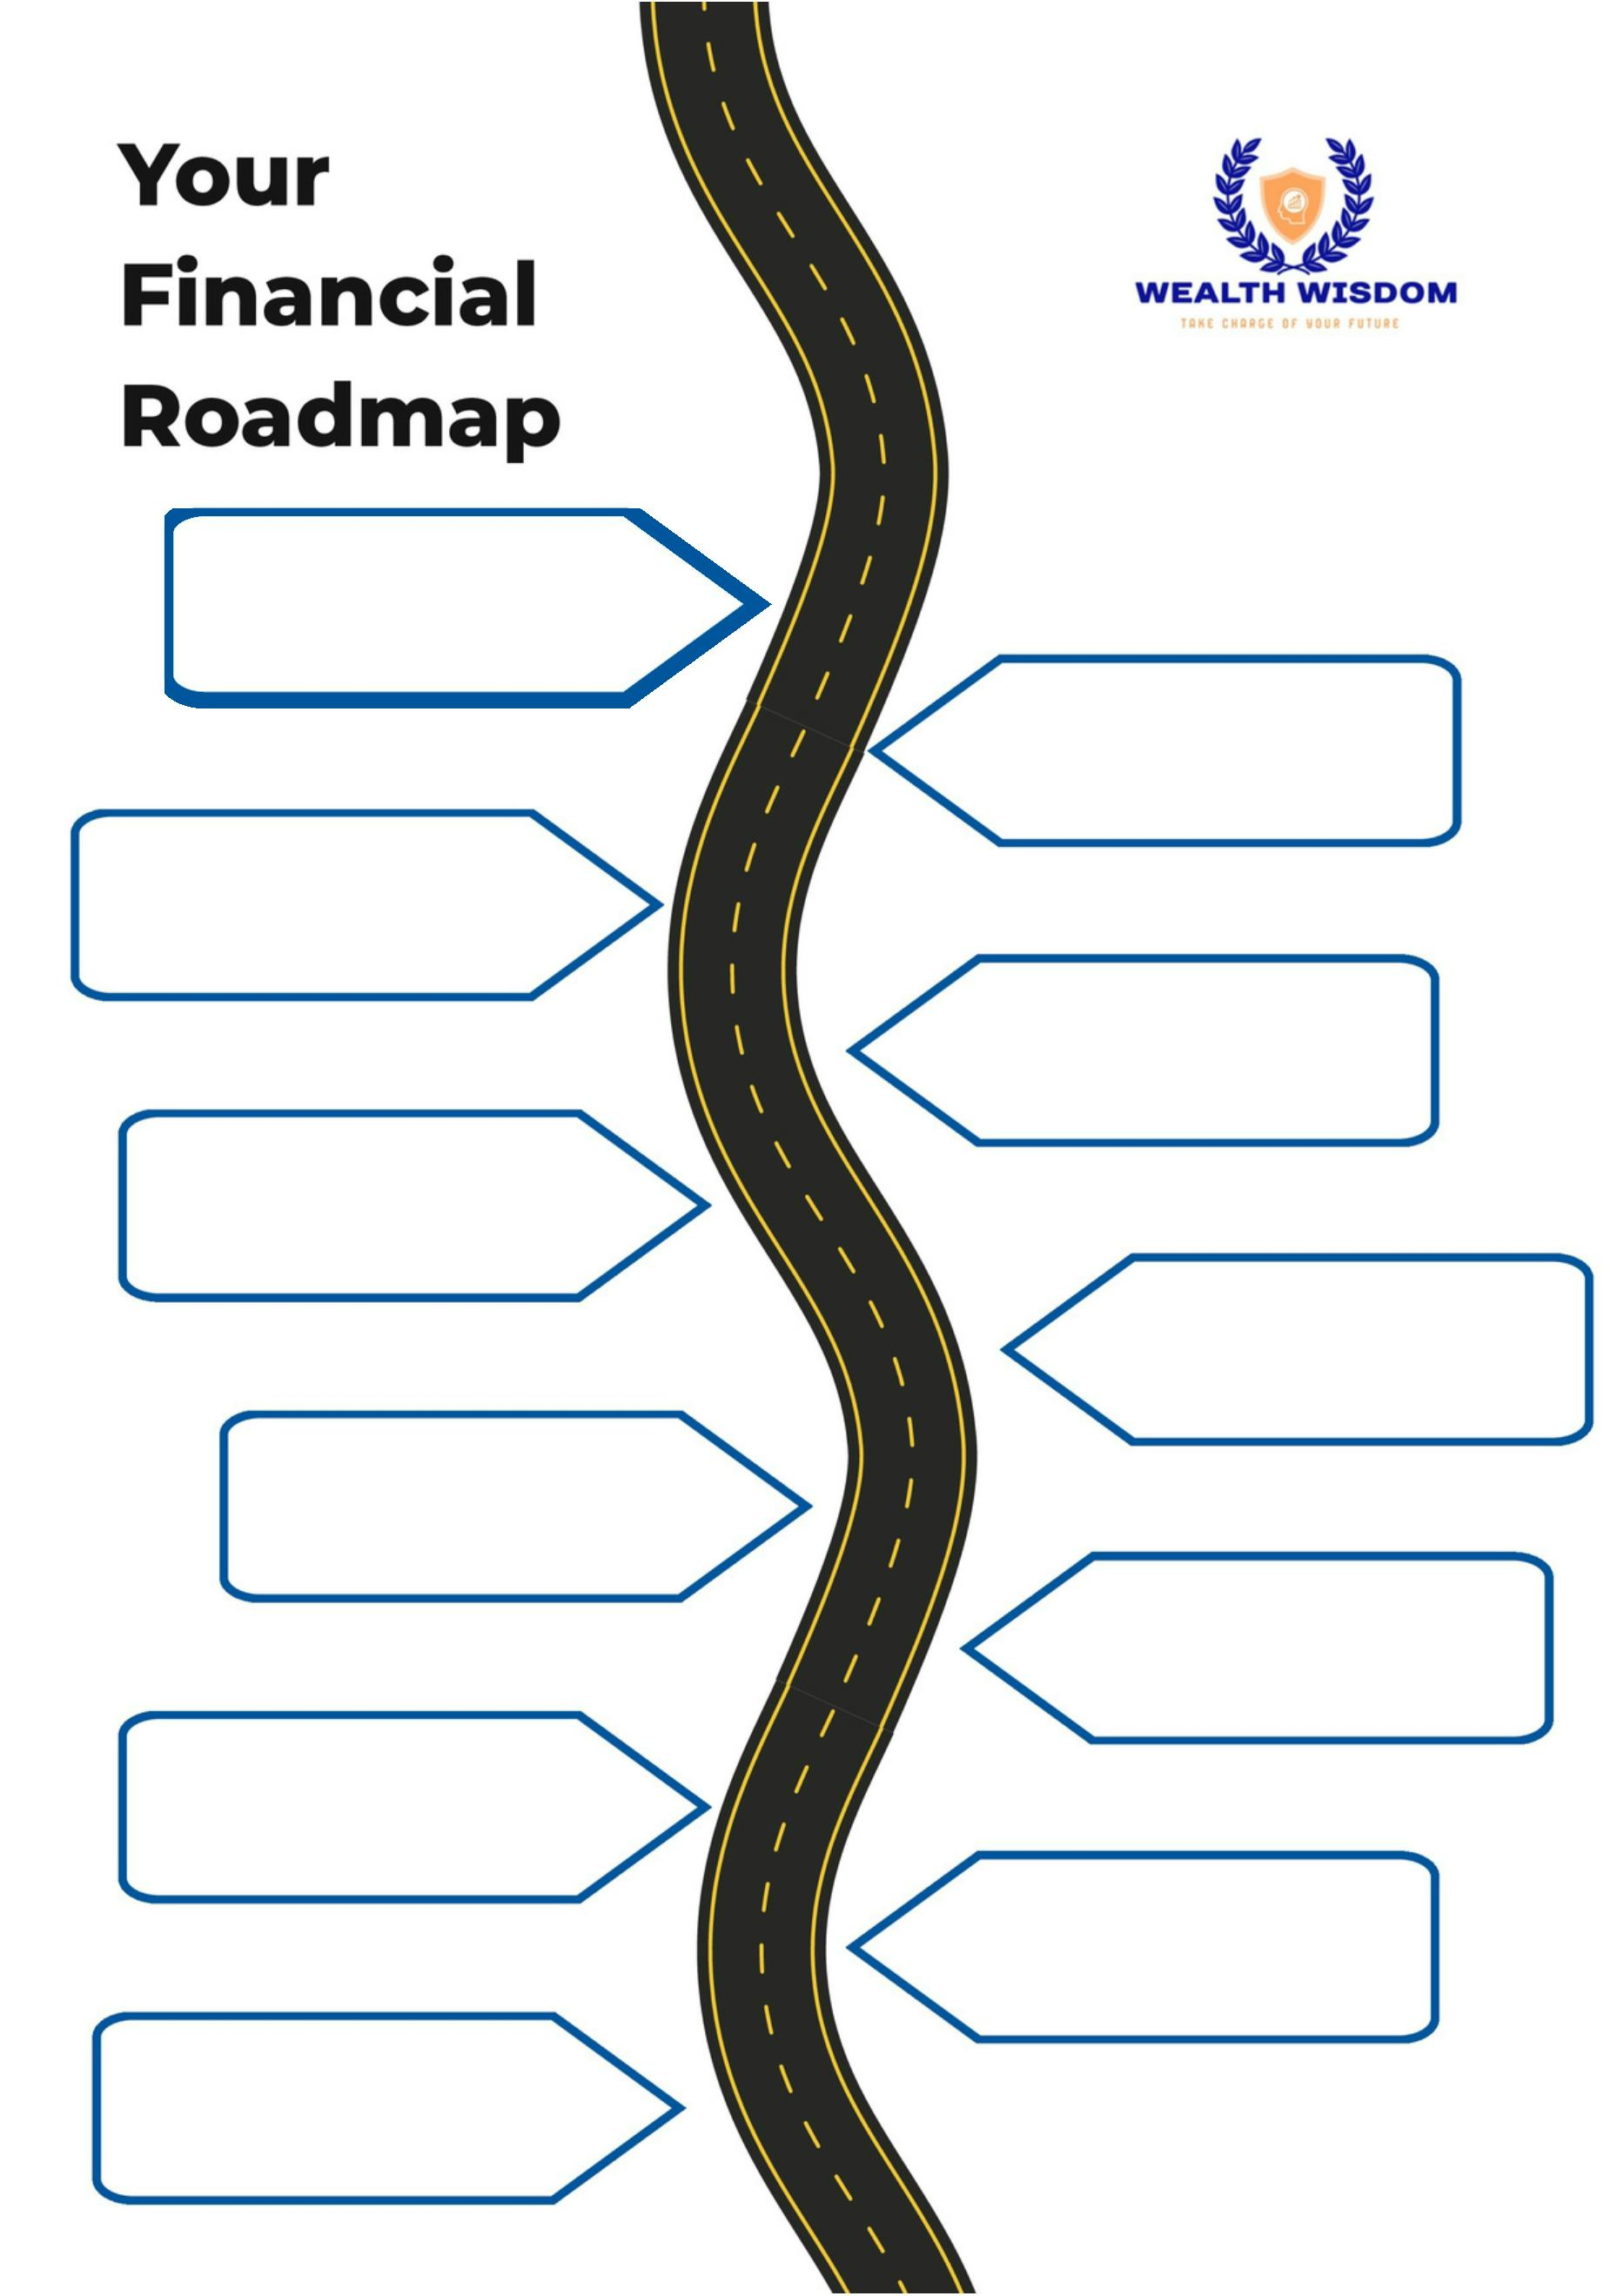 Your
Financial
Roadmap
WEALTH WISDOM
TAKE CHARGE OF YOUR FUTURE